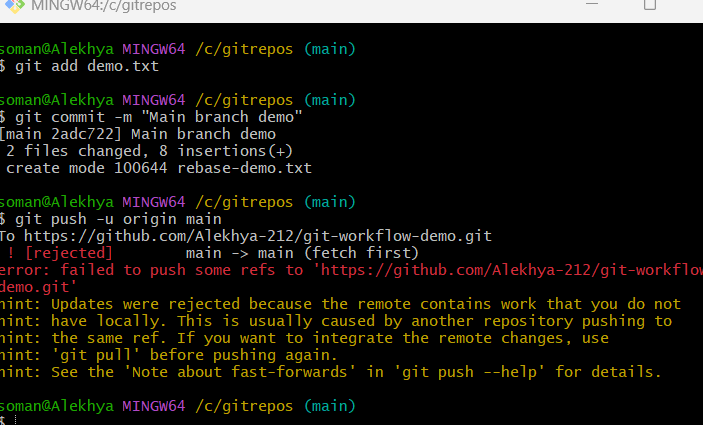 MINGW64:/c/gitrepos
soman@Alekhya MINGW64 /c/gitrepos (main)
$ git add demo.txt
soman@Alekhya MINGW64 /c/gitrepos (main)
$ git commit -m "Main branch demo"
[main 2adc722] Main branch demo
2 files changed, 8 insertions(+)
create mode 100644 rebase-demo.txt
soman@Alekhya MINGW64 /c/gitrepos (main)
$ git push -u origin main
To https://github.com/Alekhya-212/git-workflow-demo.git
! [rejected] main -> main (fetch first)
error: failed to push some refs to 'https://github.com/Alekhya-212/git-workflow-
demo.git'
hint: Updates were rejected because the remote contains work that you do not
hint: have locally. This is usually caused by another repository pushing to
hint: the same ref. If you want to integrate the remote changes, use
hint: 'git pull' before pushing again.
hint: See the 'Note about fast-forwards' in 'git push --help' for details.
soman@Alekhya MINGW64 /c/gitrepos (main)
$